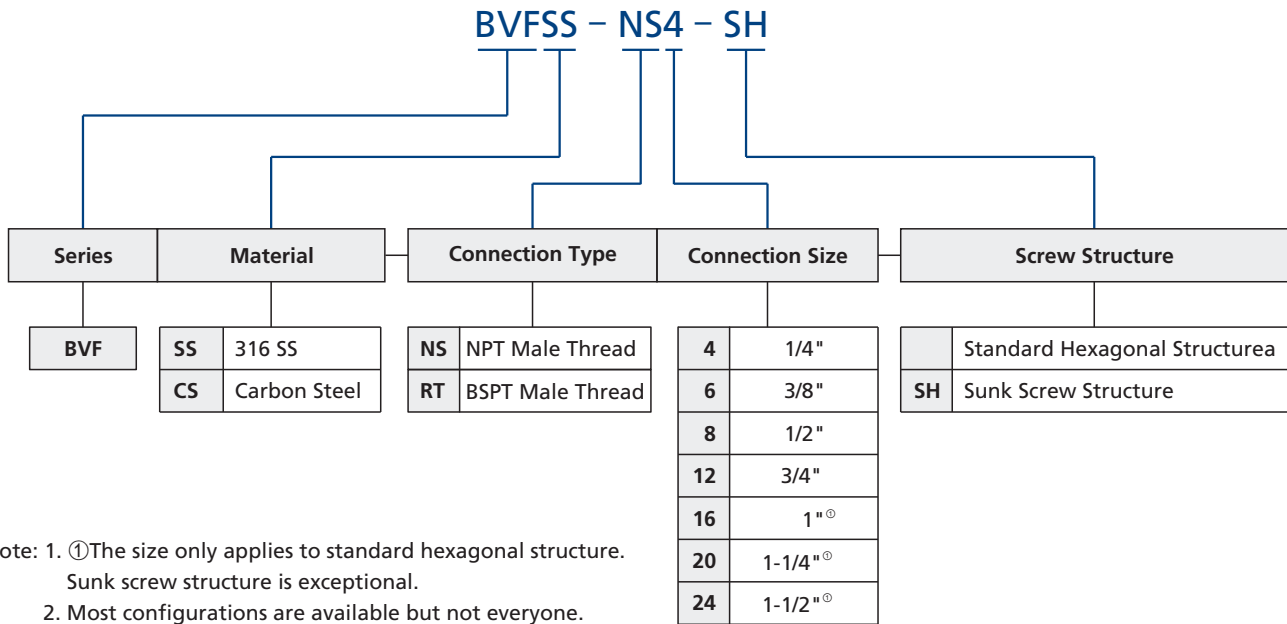 BVFSS – NS4 – SH
Series Material Connection Type Connection Size Screw Structure
BVF SS 316 SS NS NPT Male Thread 4 1/4" Standard Hexagonal Structurea
CS Carbon Steel RT BSPT Male Thread 6 3/8" SH Sunk Screw Structure
8 1/2"
12 3/4"
16 1"①
20 1-1/4"①
24 1-1/2"①
ote: 1. ①The size only applies to standard hexagonal structure.
Sunk screw structure is exceptional.
2. Most configurations are available but not everyone.